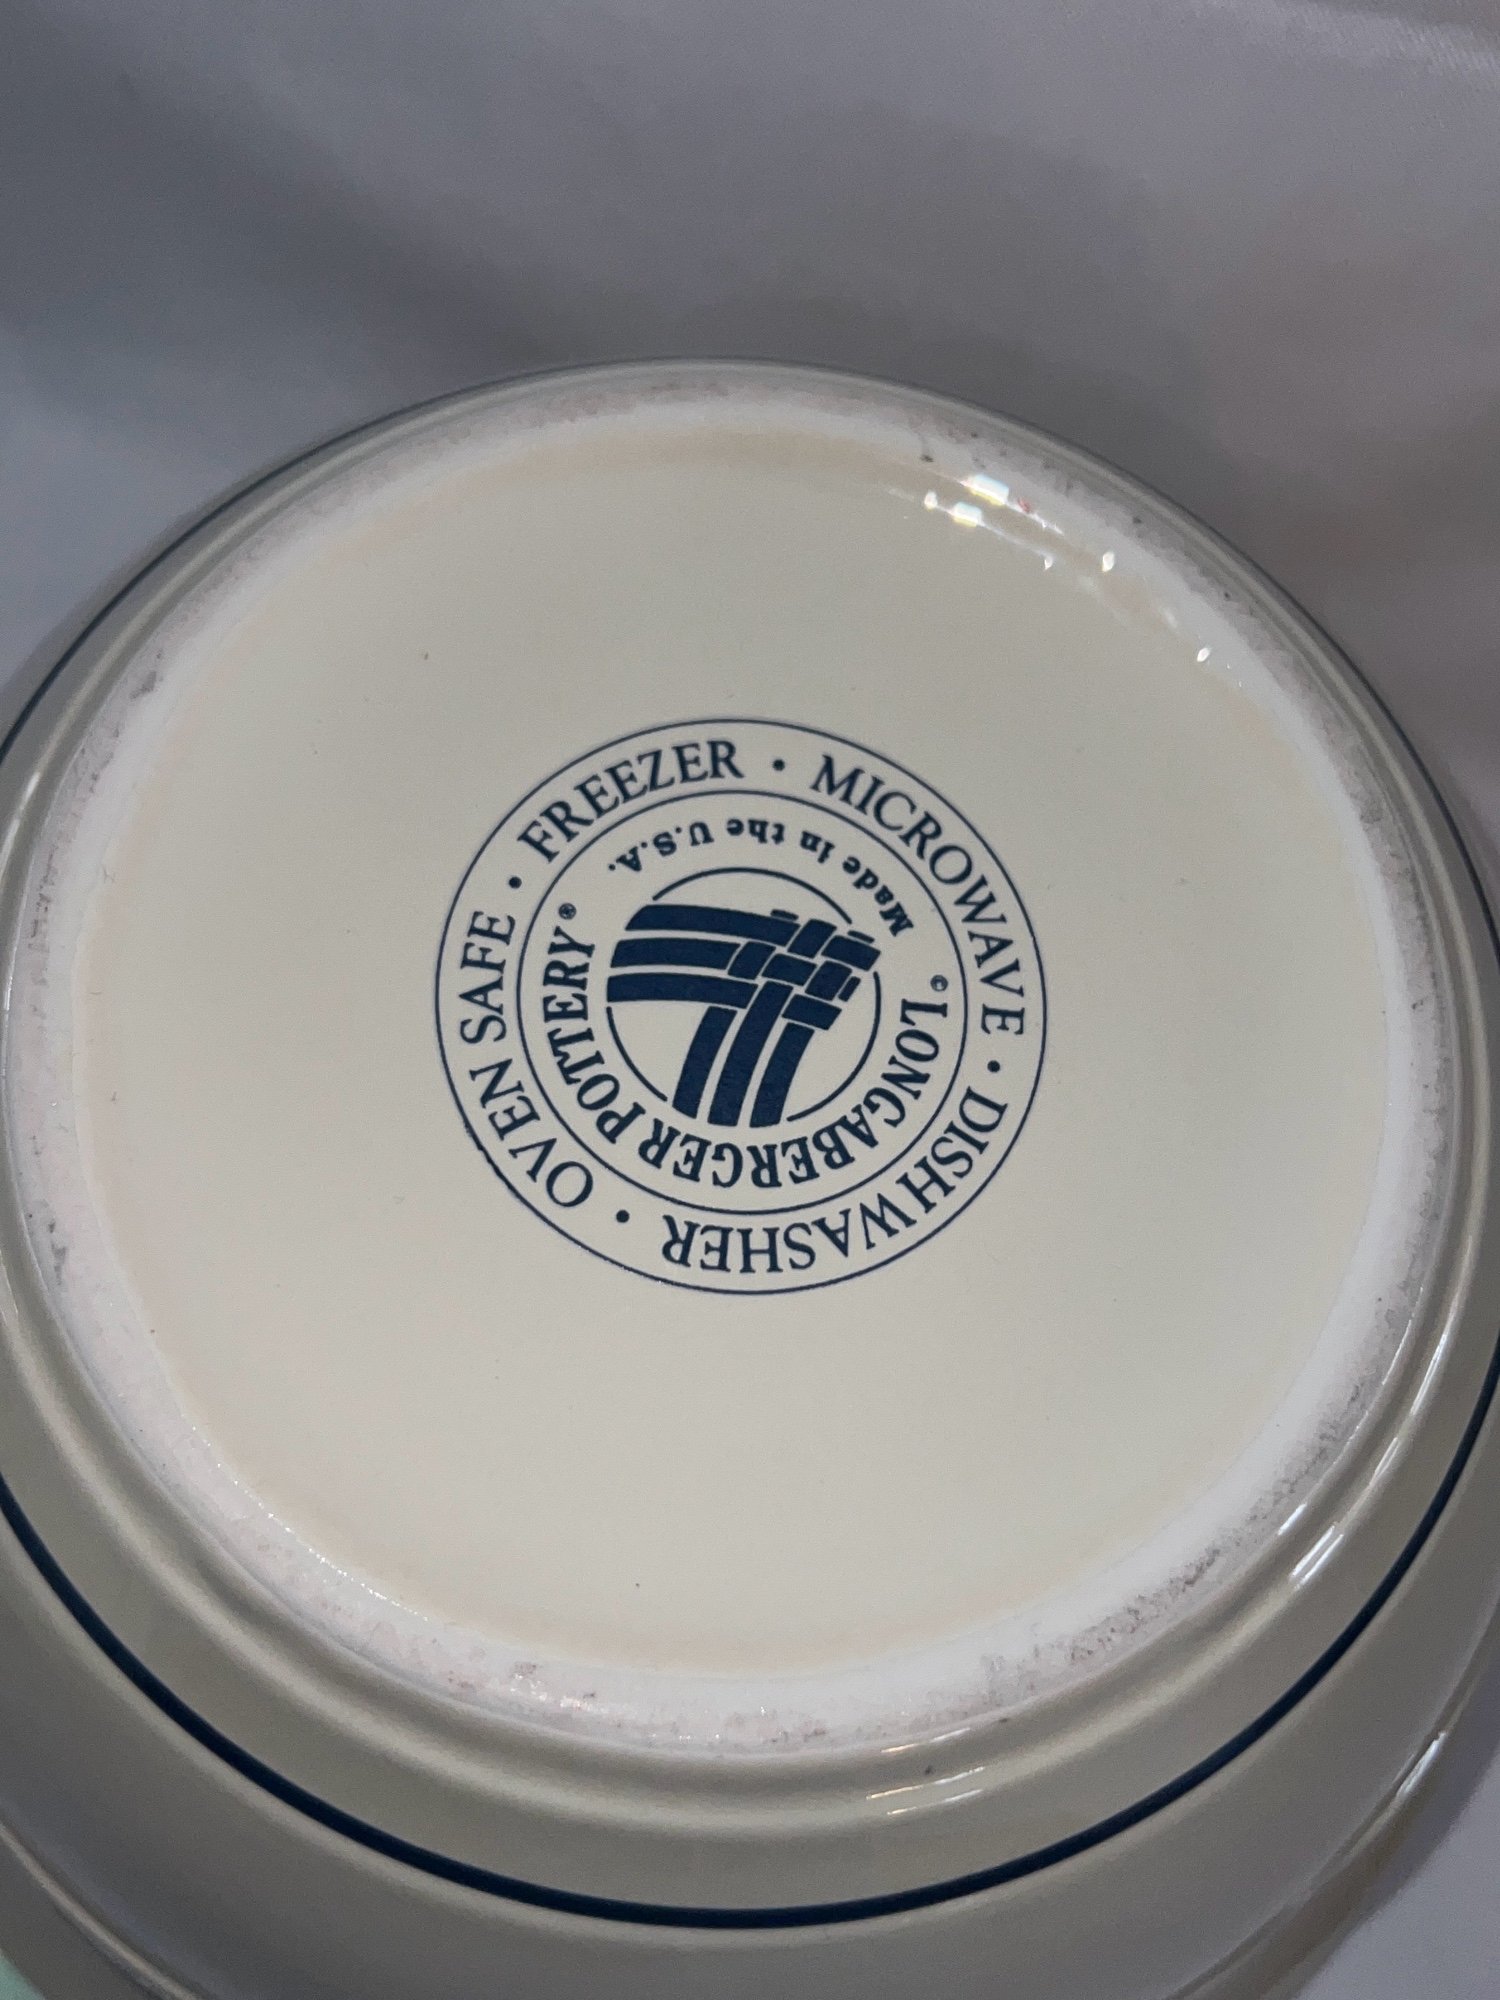 OVEN SAFE • FREEZER • MICROWAVE • DISHWASHER •
©LONGABERGER POTTERY®
Made in the U.S.A.